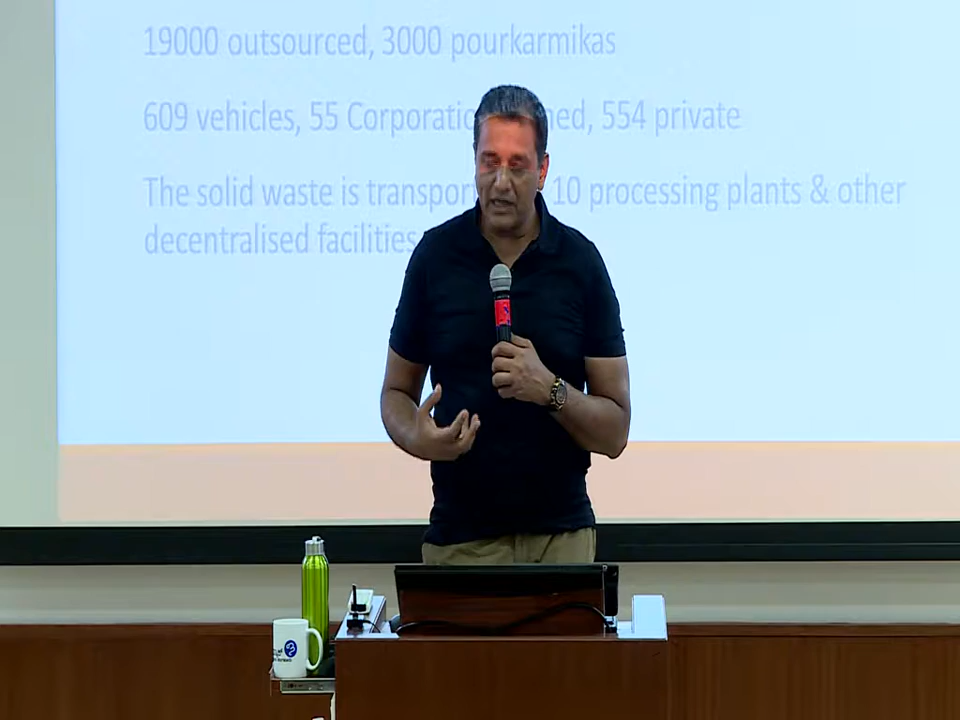 19000 outsourced, 3000 pourkarmikas
609 vehicles, 55 Corporatio ned, 554 private
The solid waste is transpor 10 processing plants & other
decentralised facilities